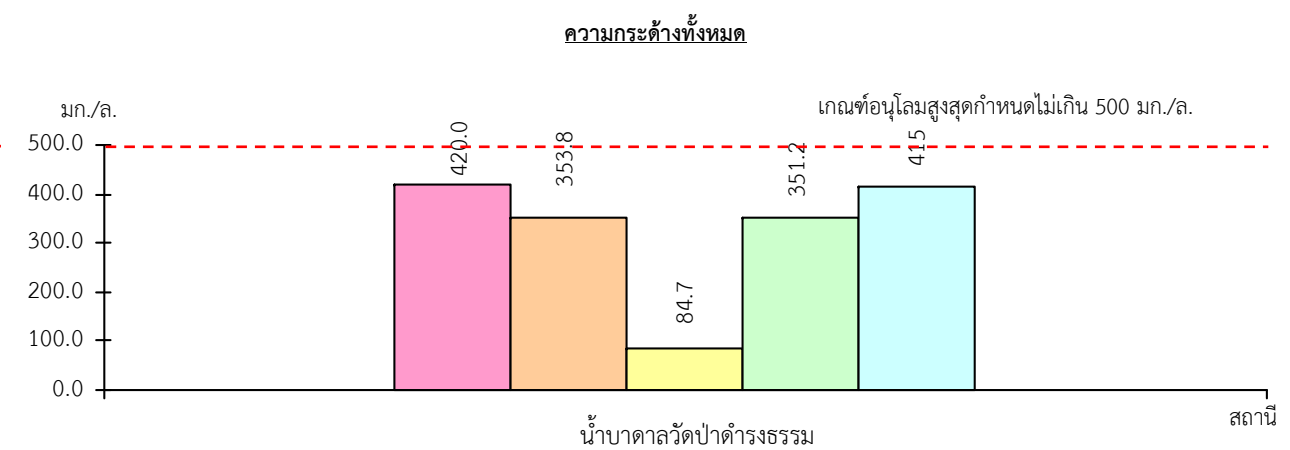 ความกระด้างทั้งหมด
มก./ล.
เกณฑ์อนุโลมสูงสุดกำหนดไม่เกิน 500 มก./ล.
500.0
400.0
300.0
200.0
100.0
0.0
420.0
353.8
84.7
351.2
415
สถานี
น้ำบาดาลวัดป่าดำรงธรรม